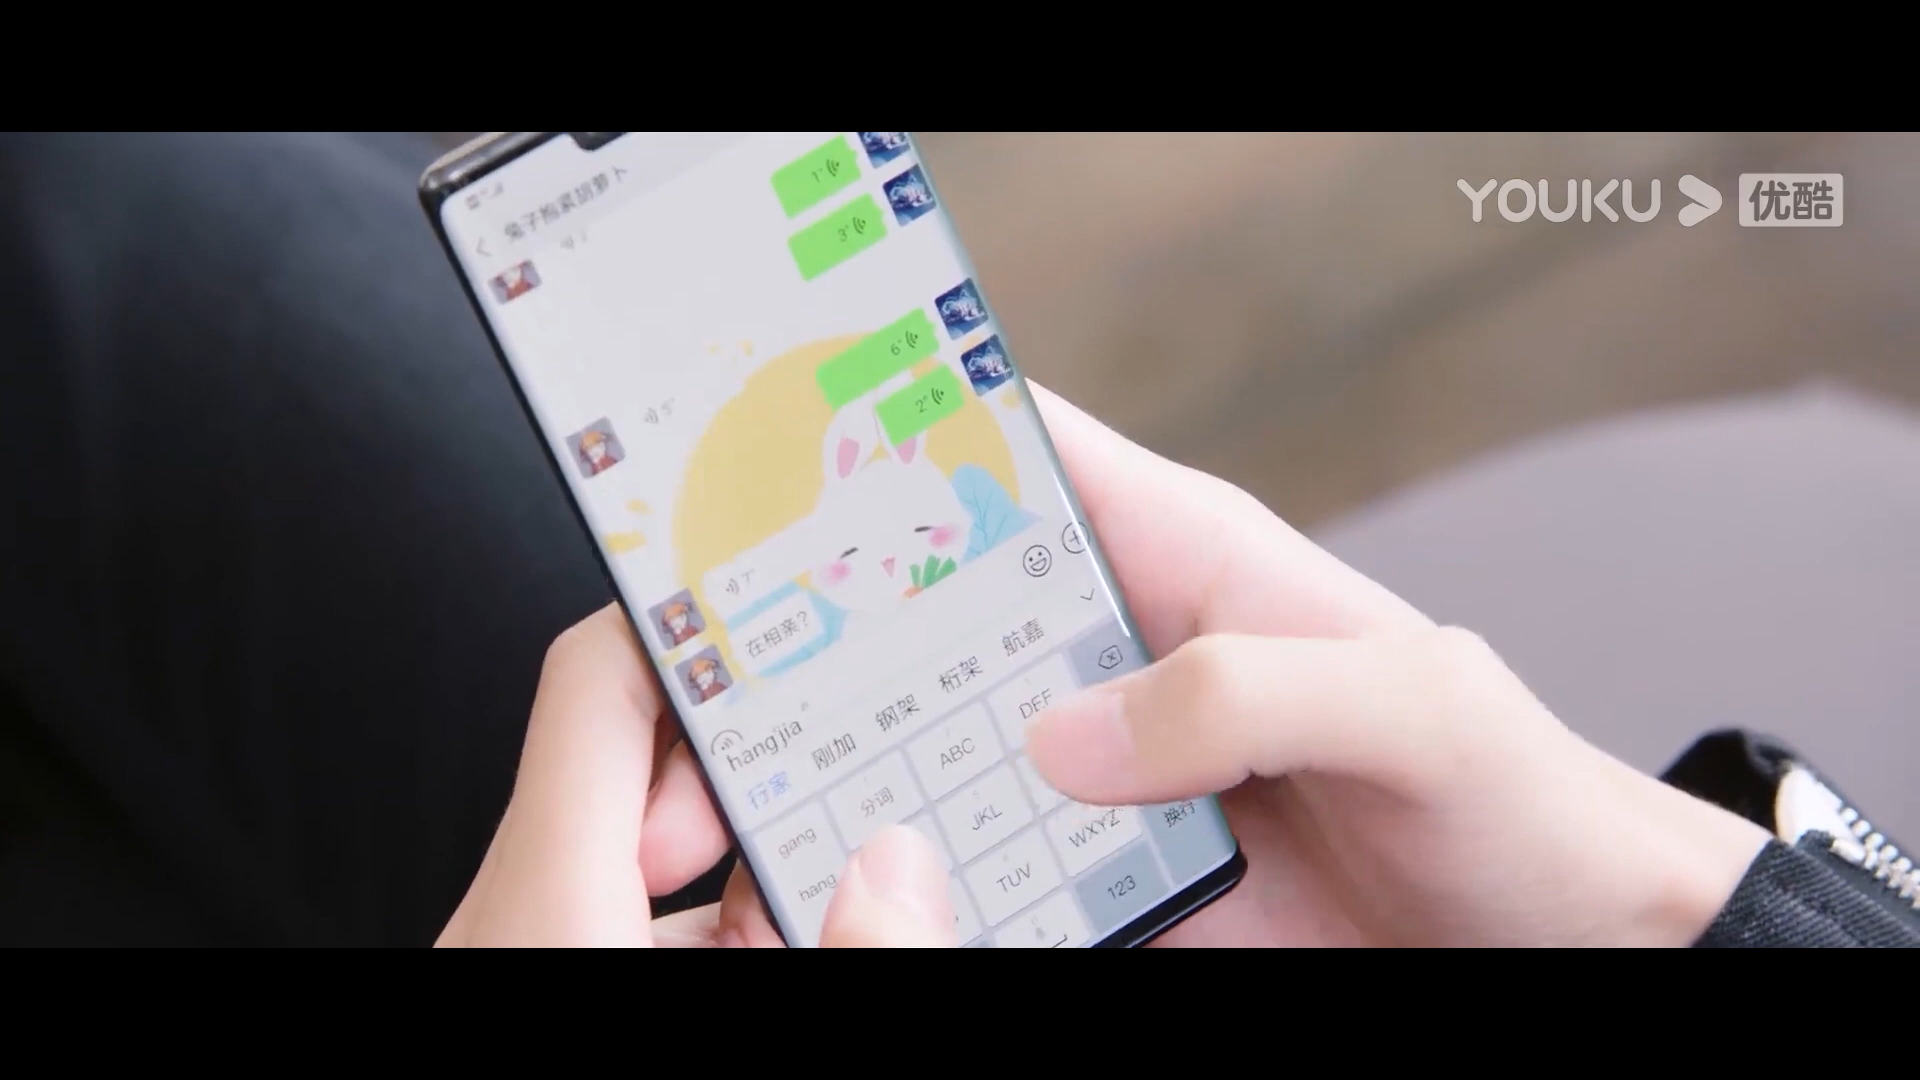 YOUKU 优酷
兔子抱紧胡萝卜
1"
3"
6"
5"
2"
7"
在相亲?
hang'jia
行家 刚加 钢架 桁架 航嘉
gang 分词 ABC DEF
hang JKL
TUV WXYZ 换行
123